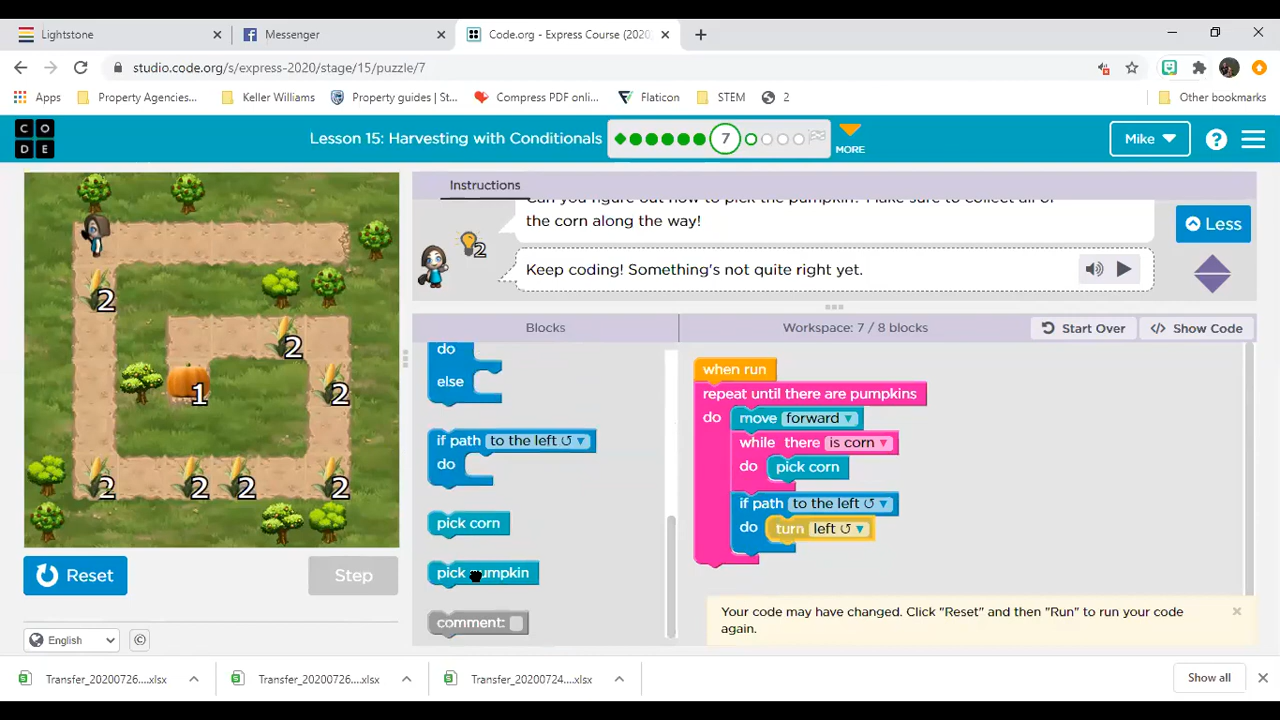 Lightstone
Messenger
Code.org - Express Course (2020
studio.code.org/s/express-2020/stage/15/puzzle/7
Apps
Property Agencies...
Keller Williams
Property guides | St...
Compress PDF onlin...
Flaticon
STEM
2
Other bookmarks
C O
D E
Lesson 15: Harvesting with Conditionals
7
MORE
Mike
?
Instructions
the corn along the way!
2
Less
Keep coding! Something's not quite right yet.
Blocks
Workspace: 7 / 8 blocks
Start Over
</> Show Code
2
2
1
2
2
2
2
2
do
else
if path to the left
do
pick corn
pick pumpkin
comment:
when run
repeat until there are pumpkins
do move forward
while there is corn
do pick corn
if path to the left
do turn left
Your code may have changed. Click "Reset" and then "Run" to run your code
again.
Reset
Step
English
©
Transfer_20200726....xlsx
Transfer_20200726....xlsx
Transfer_20200724....xlsx
Show all